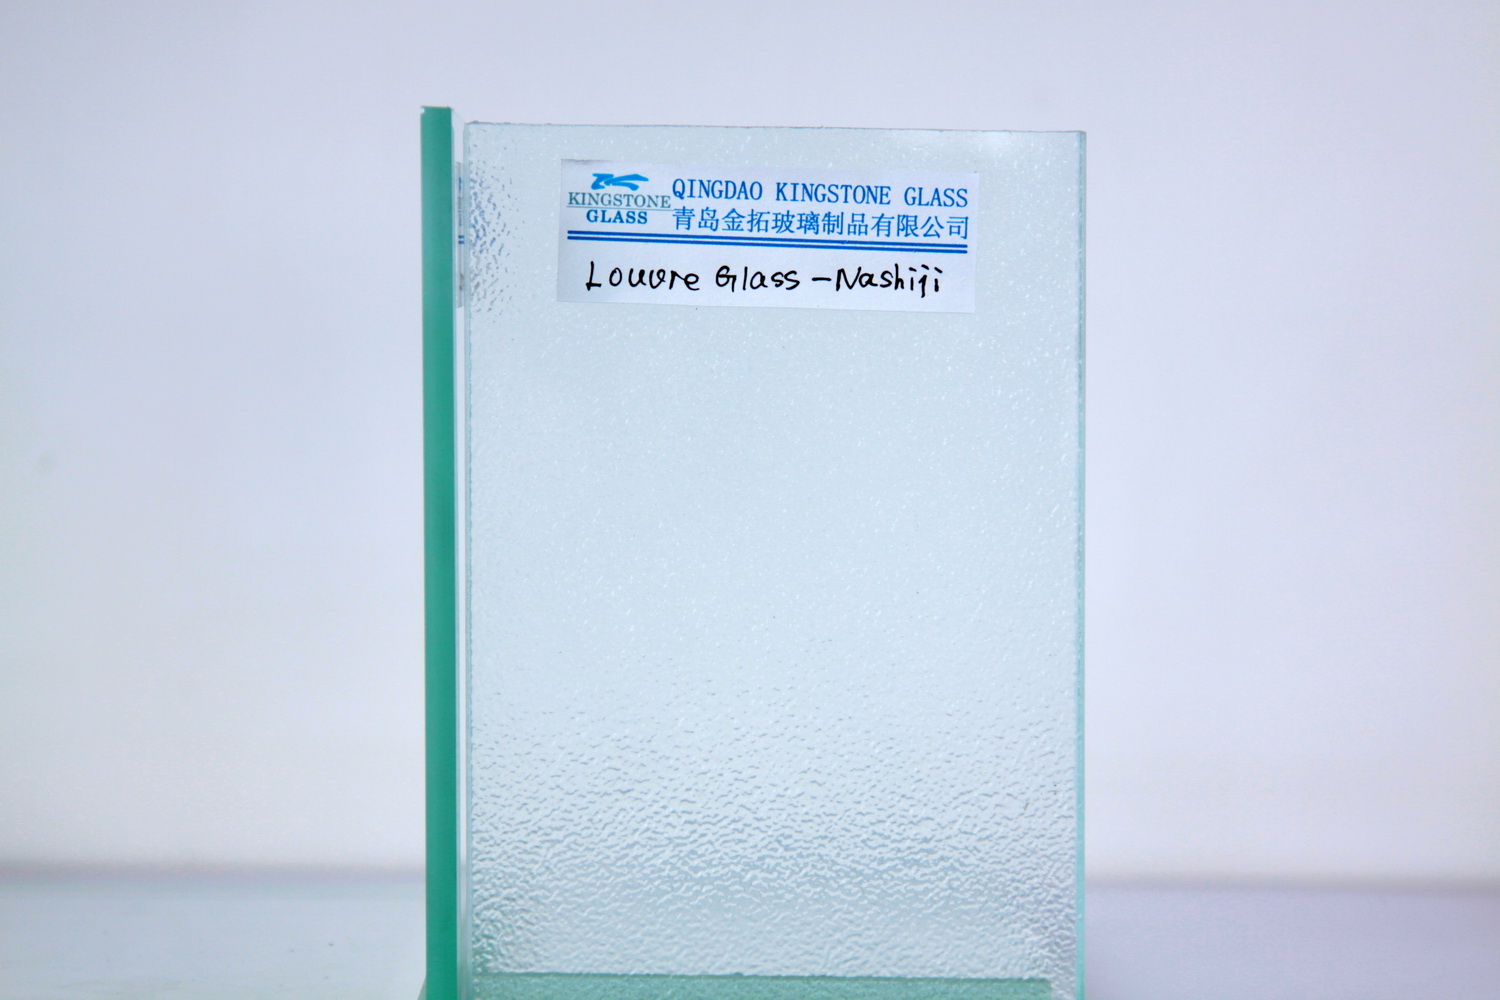 KINGSTONE
GLASS
QINGDAO KINGSTONE GLASS
青岛金拓玻璃制品有限公司
Louvre Glass - Nashiji